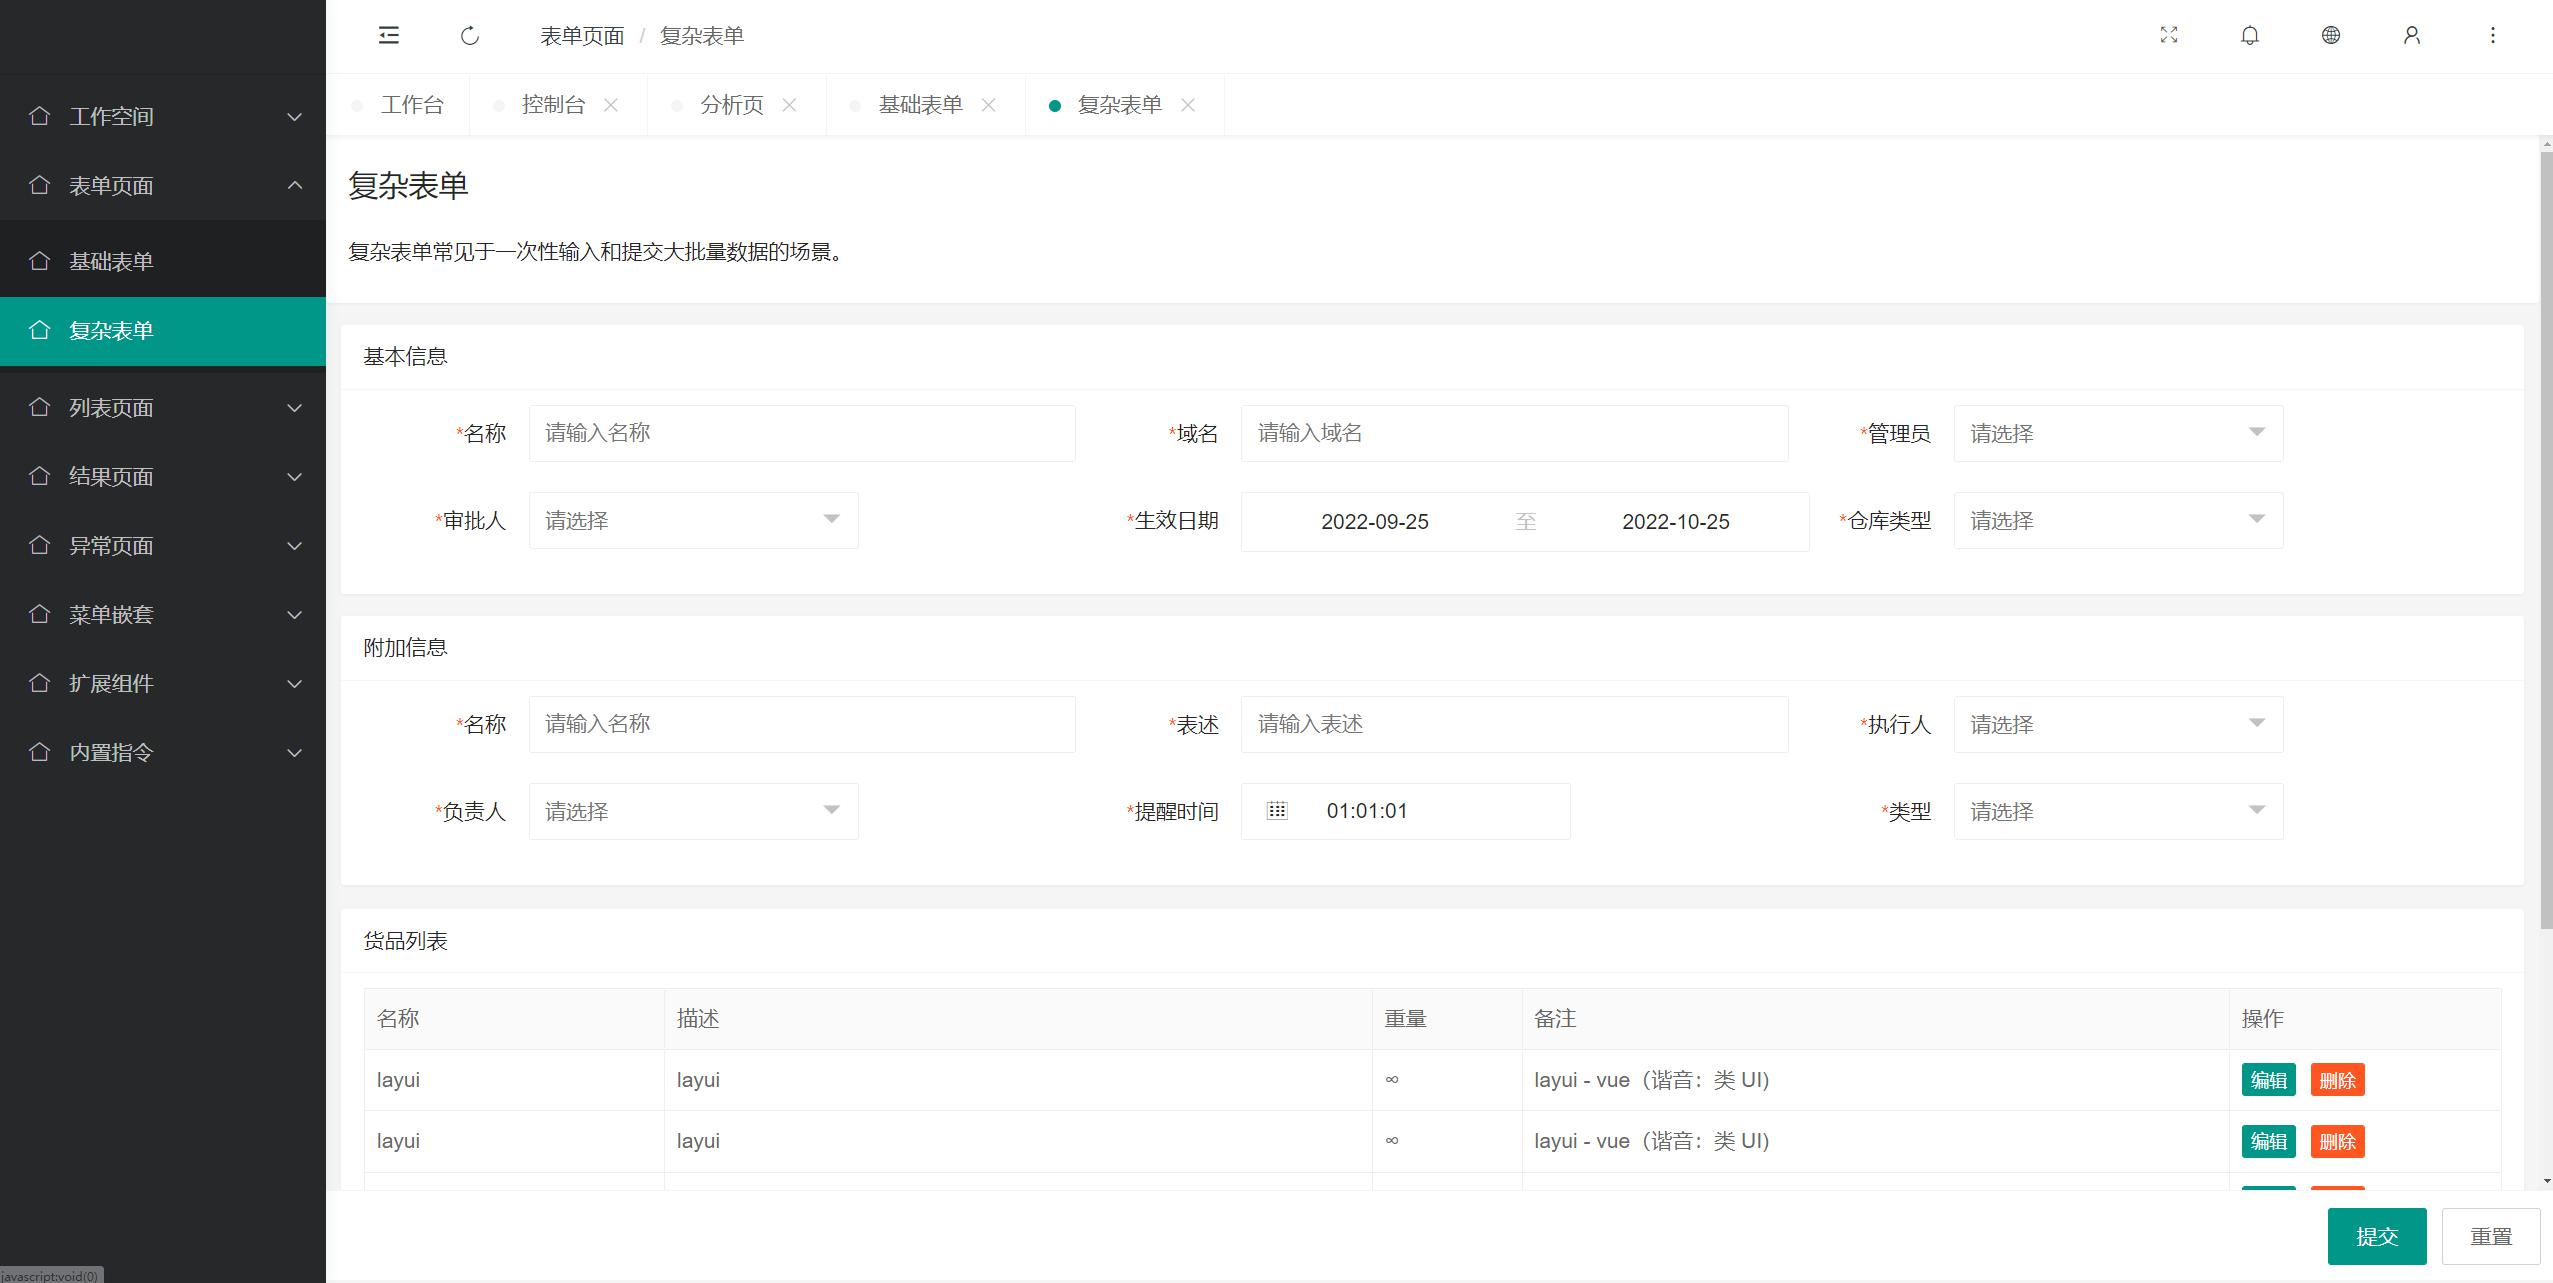 表单页面 / 复杂表单
工作台 控制台 分析页 基础表单 复杂表单
工作空间
表单页面
基础表单
复杂表单
列表页面
结果页面
异常页面
菜单嵌套
扩展组件
内置指令
复杂表单
复杂表单常见于一次性输入和提交大批量数据的场景。
基本信息
*名称 请输入名称 *域名 请输入域名 *管理员 请选择
*审批人 请选择 *生效日期 2022-09-25 至 2022-10-25 *仓库类型 请选择
附加信息
*名称 请输入名称 *表述 请输入表述 *执行人 请选择
*负责人 请选择 *提醒时间 01:01:01 *类型 请选择
货品列表
名称 描述 重量 备注 操作
layui layui ∞ layui - vue（谐音：类 UI) 编辑 删除
layui layui ∞ layui - vue（谐音：类 UI) 编辑 删除
提交 重置
javascript:void(0)